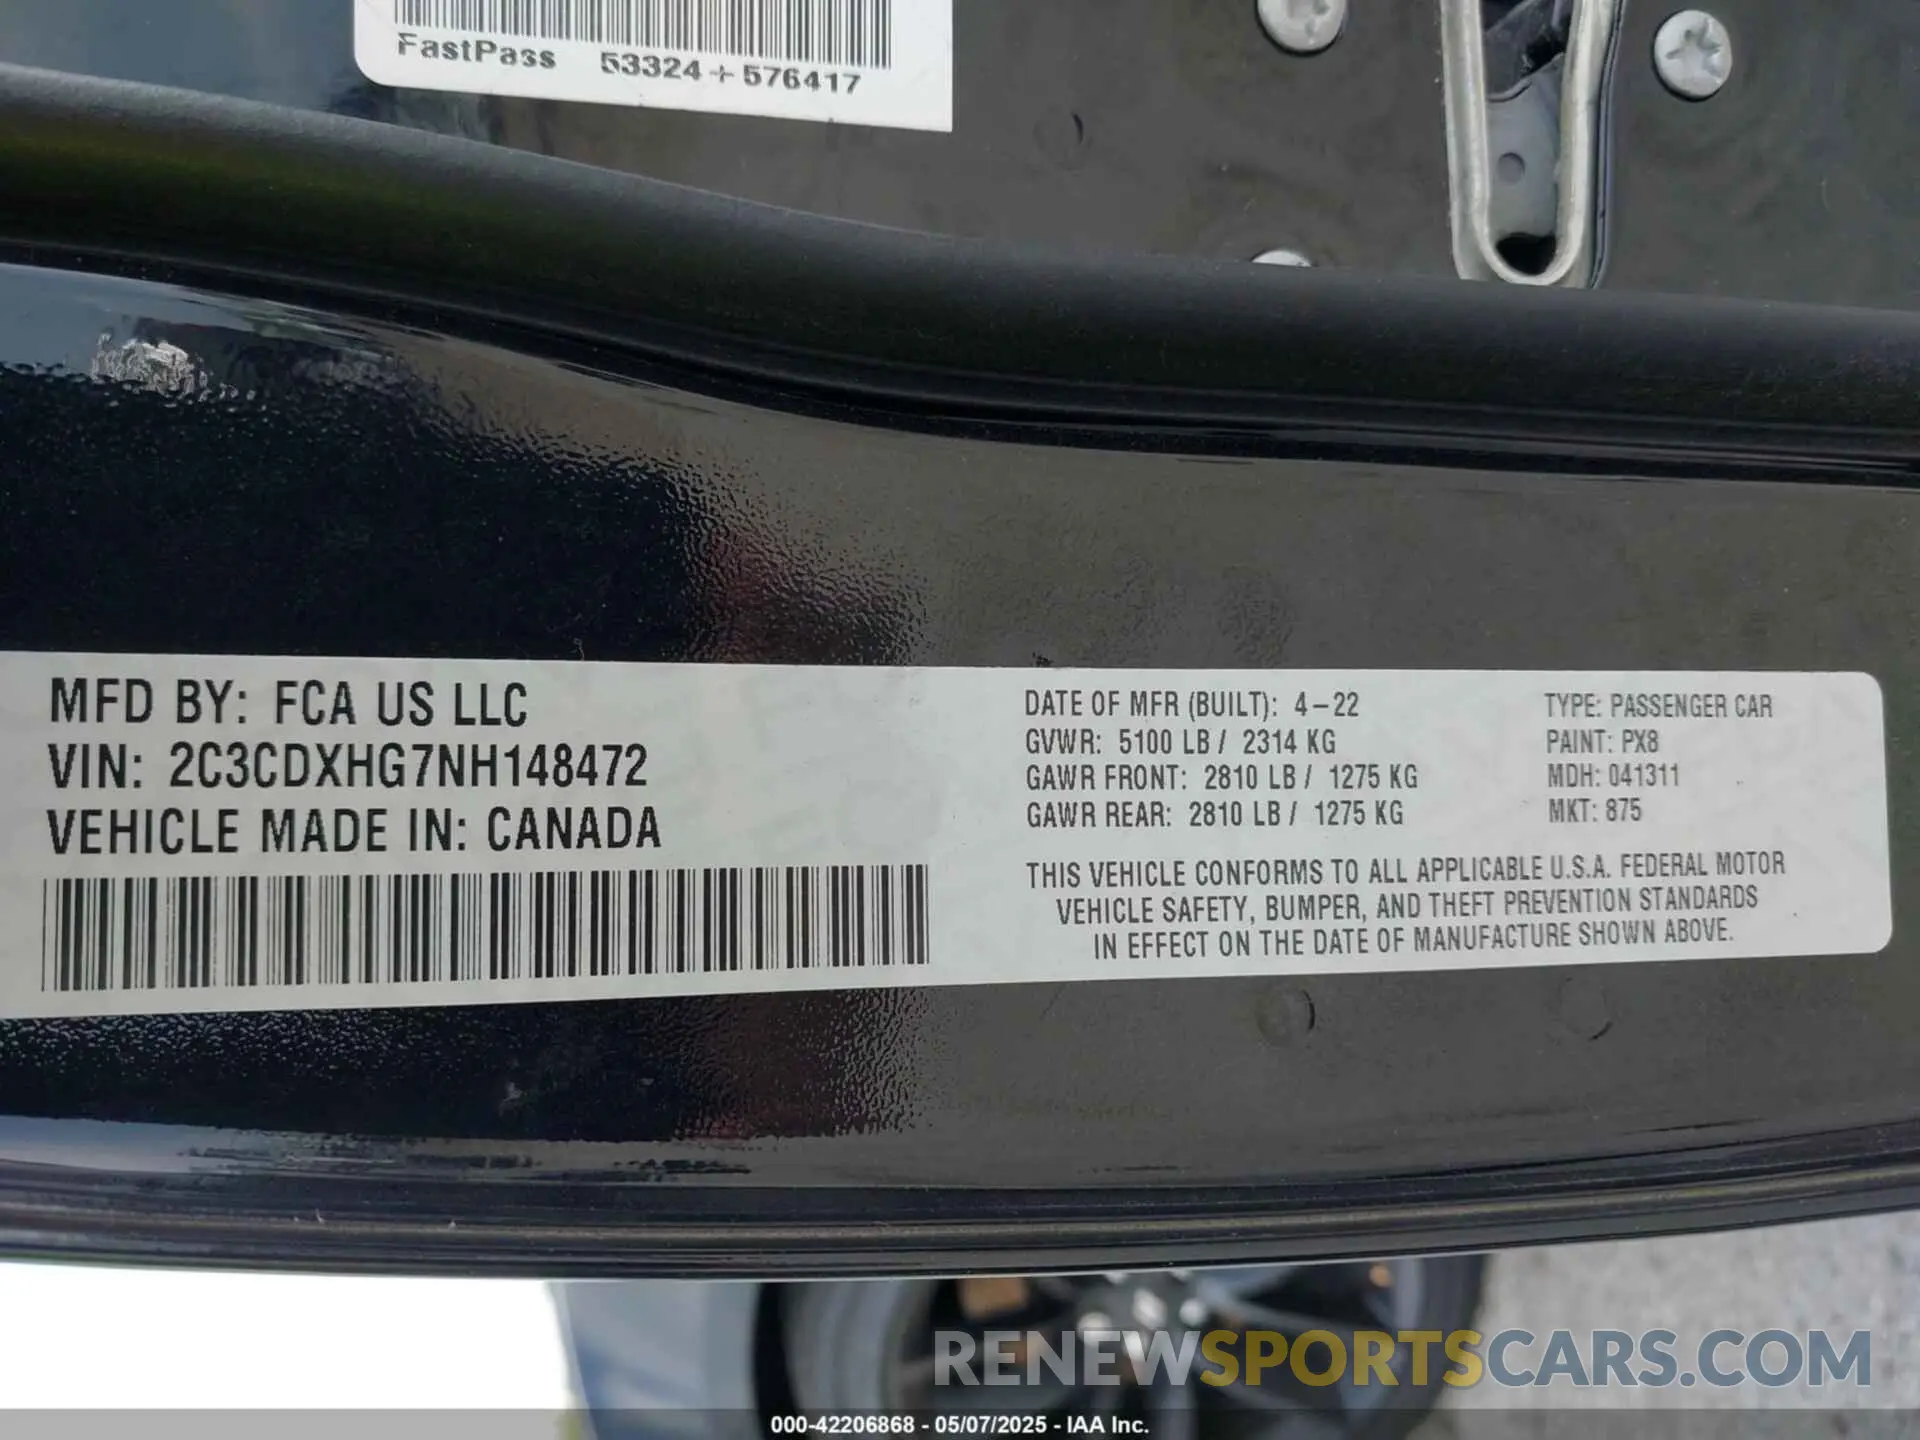 FastPass 53324+576417
MFD BY: FCA US LLC
VIN: 2C3CDXHG7NH148472
VEHICLE MADE IN: CANADA
DATE OF MFR (BUILT): 4-22
GVWR: 5100 LB / 2314 KG
GAWR FRONT: 2810 LB / 1275 KG
GAWR REAR: 2810 LB / 1275 KG
TYPE: PASSENGER CAR
PAINT: PX8
MDH: 041311
MKT: 875
THIS VEHICLE CONFORMS TO ALL APPLICABLE U.S.A. FEDERAL MOTOR
VEHICLE SAFETY, BUMPER, AND THEFT PREVENTION STANDARDS
IN EFFECT ON THE DATE OF MANUFACTURE SHOWN ABOVE.
RENEWSPORTSCARS.COM
000-42206868 - 05/07/2025 - IAA Inc.